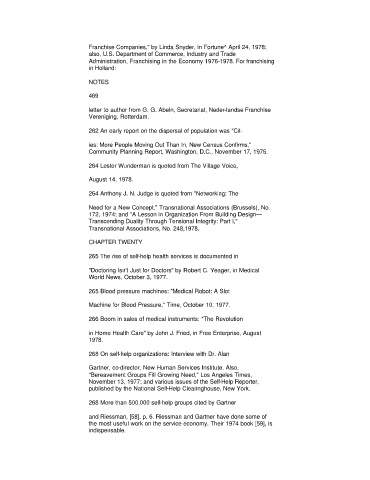 Franchise Companies," by Linda Snyder, in Fortune^ April 24, 1978;
also, U.S. Department of Commerce, Industry and Trade
Administration, Franchising in the Economy 1976-1978. For franchising
in Holland:
NOTES
469
letter to author from G. G. Abeln, Secretariat, Neder-landse Franchise
Vereniging, Rotterdam.
262 An early report on the dispersal of population was "Cit-
ies: More People Moving Out Than In, New Census Confirms,"
Community Planning Report, Washington, D.C., November 17, 1975.
264 Lester Wunderman is quoted from The Village Voice,
August 14, 1978.
264 Anthony J. N. Judge is quoted from "Networking: The
Need for a New Concept," Transnational Associations (Brussels), No.
172, 1974; and "A Lesson in Organization From Building Design—
Transcending Duality Through Tensional Integrity: Part I,"
Transnational Associations, No. 248,1978.
CHAPTER TWENTY
265 The rise of self-help health services is documented in
"Doctoring Isn't Just for Doctors" by Robert C. Yeager, in Medical
World News, October 3, 1977.
265 Blood pressure machines: "Medical Robot: A Slot
Machine for Blood Pressure," Time, October 10, 1977.
266 Boom in sales of medical instruments: "The Revolution
in Home Health Care" by John J. Fried, in Free Enterprise, August
1978.
268 On self-help organizations: Interview with Dr. Alan
Gartner, co-director, New Human Services Institute. Also,
"Bereavement Groups Fill Growing Need," Los Angeles Times,
November 13, 1977; and various issues of the Self-Help Reporter,
published by the National Self-Help Clearinghouse, New York.
268 More than 500,000 self-help groups cited by Gartner
and Riessman, [58], p. 6. Riessman and Gartner have done some of
the most useful work on the service economy. Their 1974 book [59], is
indispensable.